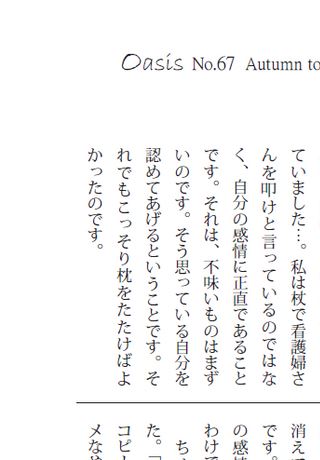 Oasis No.67 Autumn to
ていました…。私は杖で看護婦さ
んを叩けと言っているのではな
く、自分の感情に正直であること
です。それは、不味いものはまず
いのです。そう思っている自分を
認めてあげるということです。そ
れでもこっそり枕をたたけばよ
かったのです。
消えて
です。
の感情
わけで
ちょ
た。「
コピー
メなや